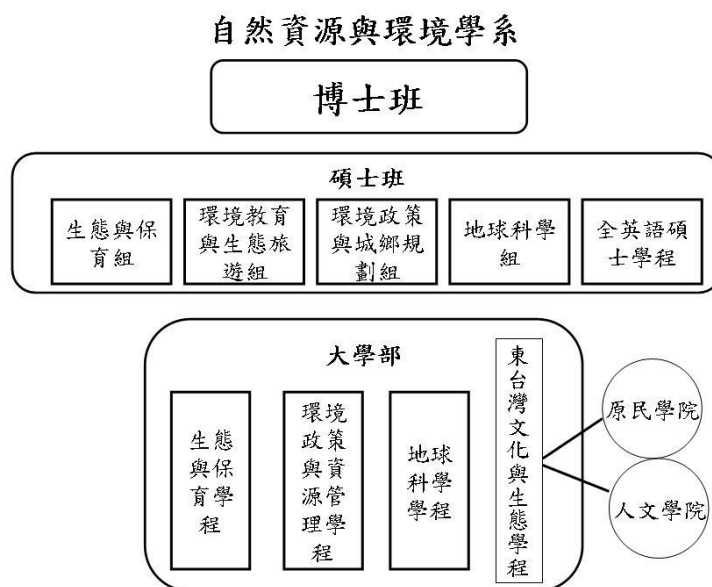 自然資源與環境學系
博士班
碩士班
生態與保
育組
環境教育
與生態旅
遊組
環境政策
與城鄉規
劃組
地球科學
組
全英語碩
士學程
大學部
生態
與保
育學
程
環境
政策
與資
源管
理學
程
地球
科學
學程
東台灣文化與生態學程
原民學院
人文學院